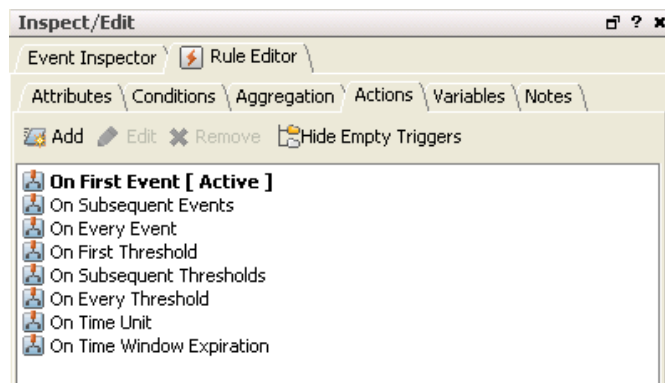 Inspect/Edit ?
Event Inspector Rule Editor
Attributes Conditions Aggregation Actions Variables Notes
Add Edit Remove Hide Empty Triggers
On First Event [ Active ]
On Subsequent Events
On Every Event
On First Threshold
On Subsequent Thresholds
On Every Threshold
On Time Unit
On Time Window Expiration